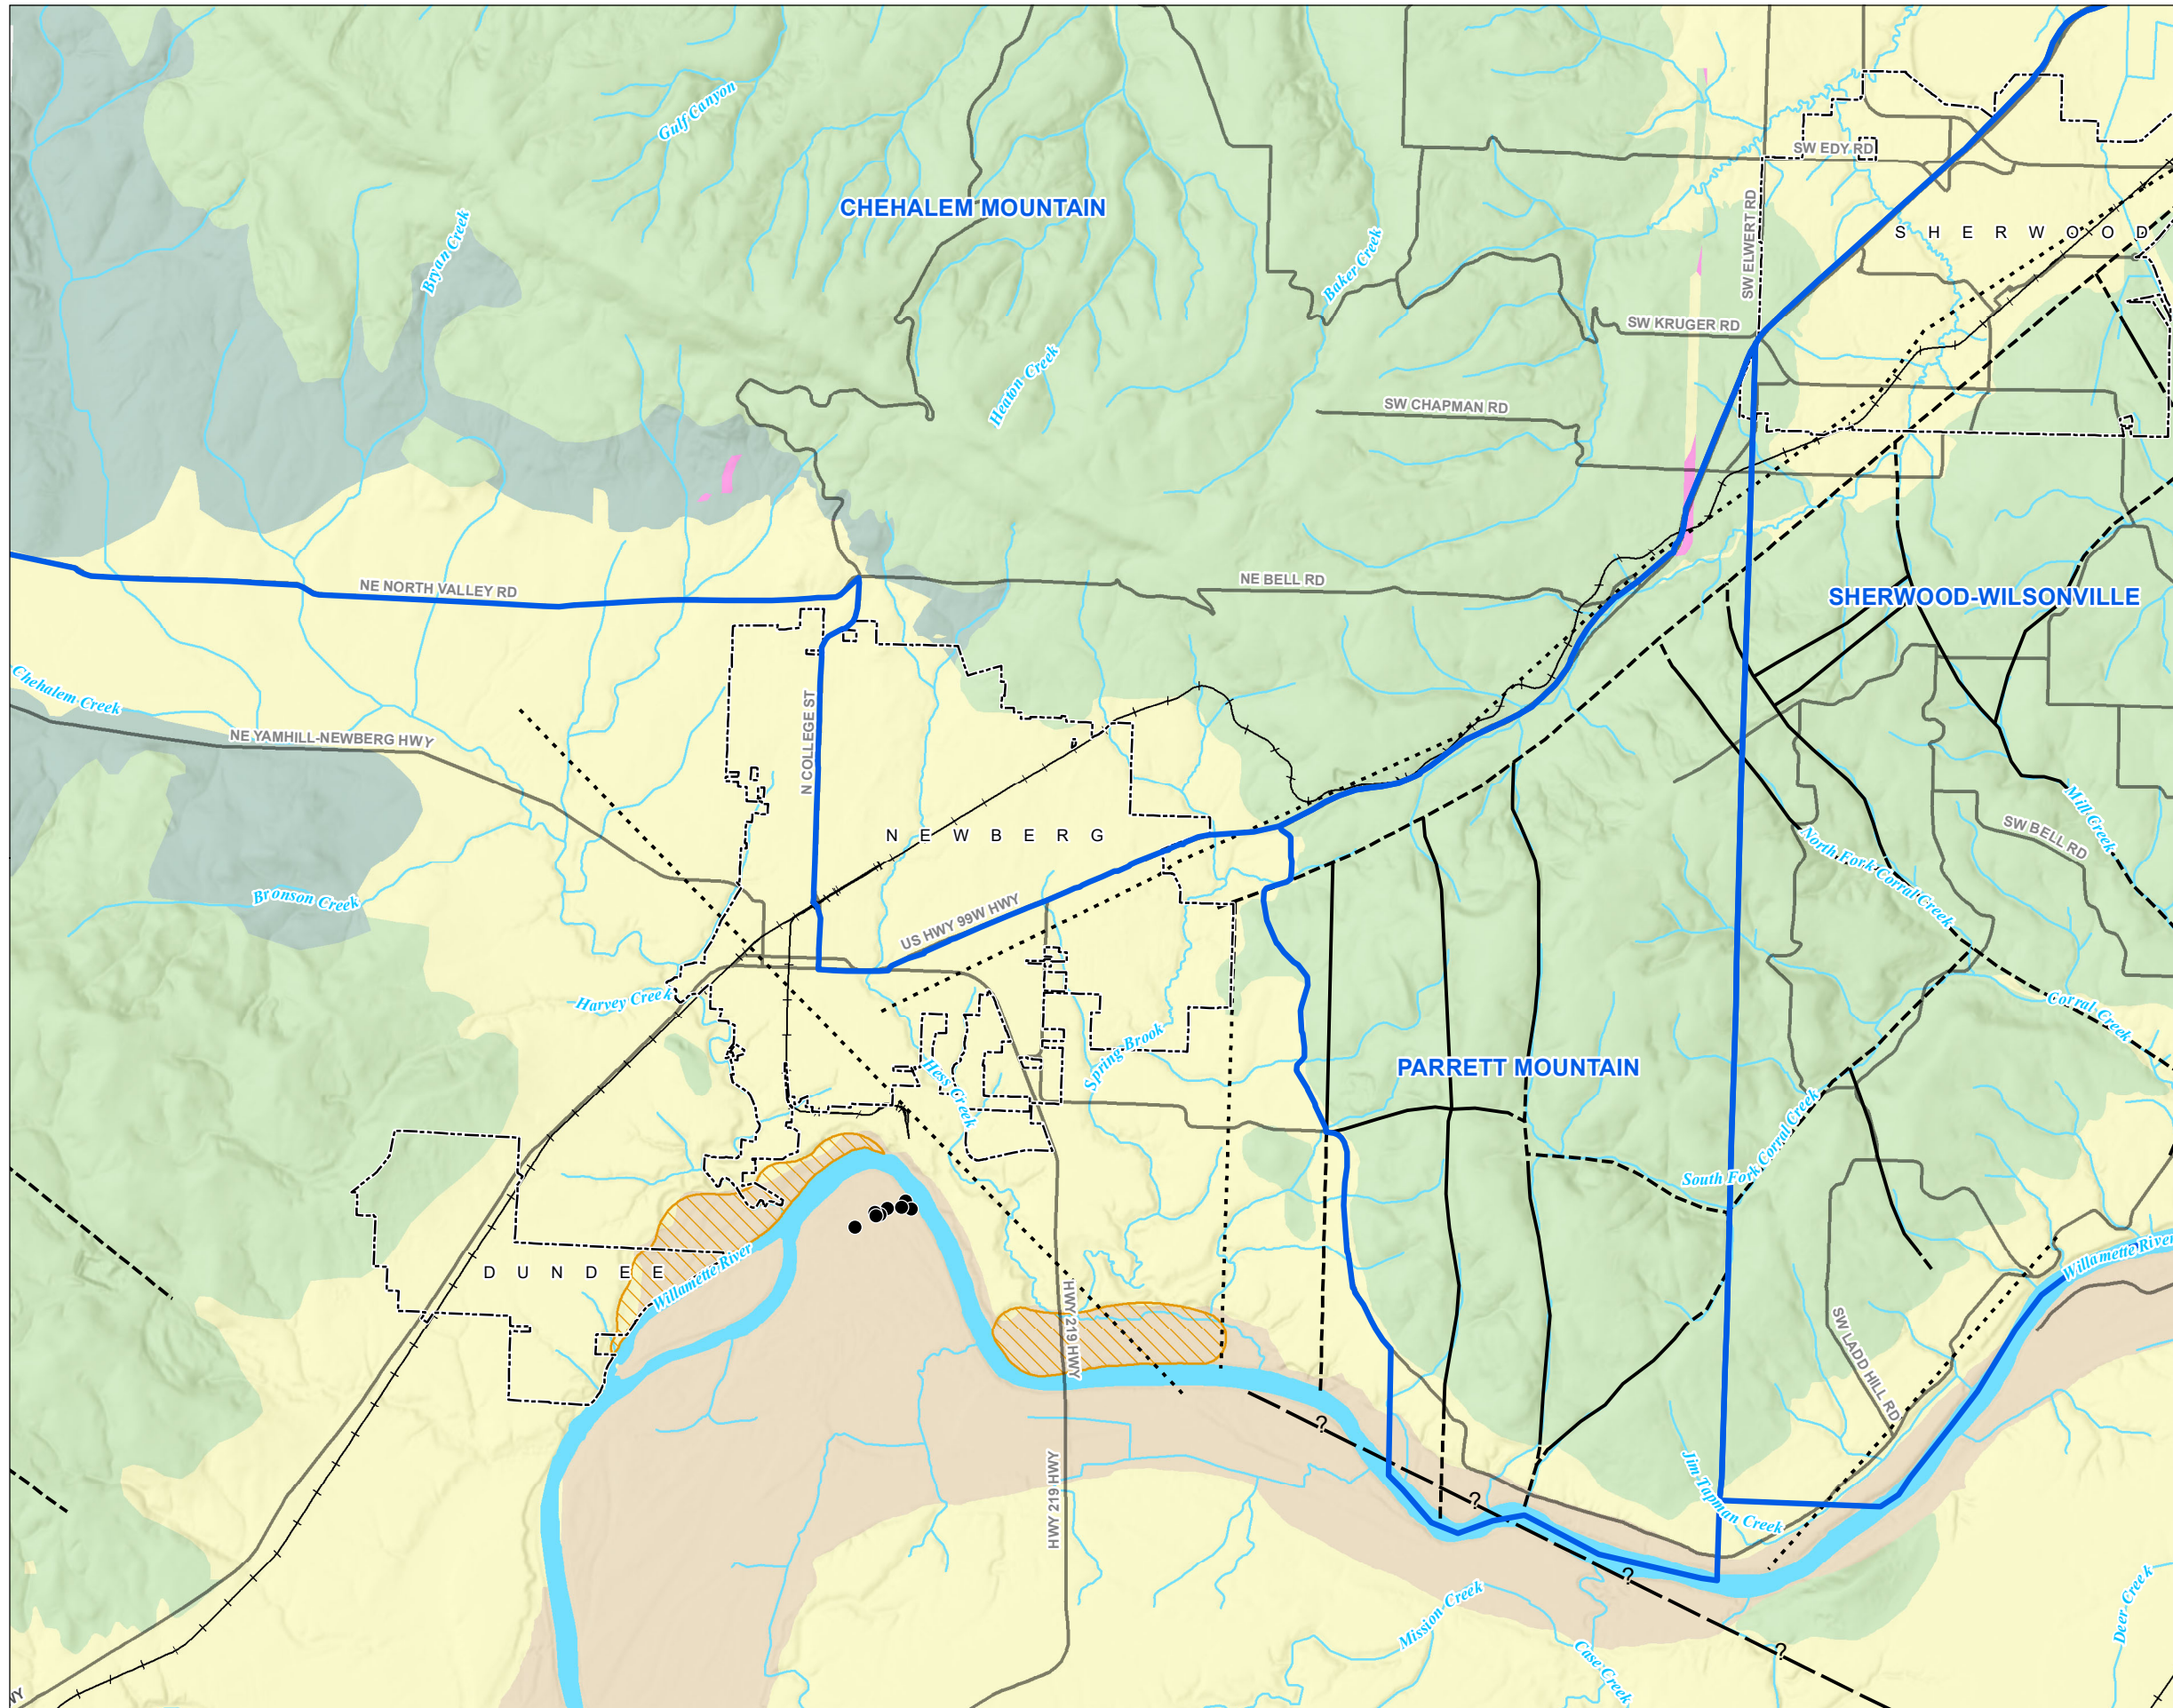 Gulf Canyon
SW EDY RD
CHEHALEM MOUNTAIN
SW ELWERT RD
S H E R W O O D
Bryan Creek
Baker Creek
SW KRUGER RD
Heaton Creek
SW CHAPMAN RD
NE BELL RD
NE NORTH VALLEY RD
SHERWOOD-WILSONVILLE
Chehalem Creek
N COLLEGE ST
NE YAMHILL-NEWBERG HWY
N E W B E R G
Mill Creek
SW BELL RD
North Fork Corral Creek
Bronson Creek
US HWY 99W HWY
Harvey Creek
Corral Creek
Spring Brook
Hess Creek
PARRETT MOUNTAIN
South Fork Corral Creek
Willamette River
D U N D E E
Willamette River
HWY 219 HWY
SW LADD HILL RD
?
HWY 219 HWY
?
Jim Tapman Creek
?
Mission Creek
Case Creek
Deer Creek
?
WY